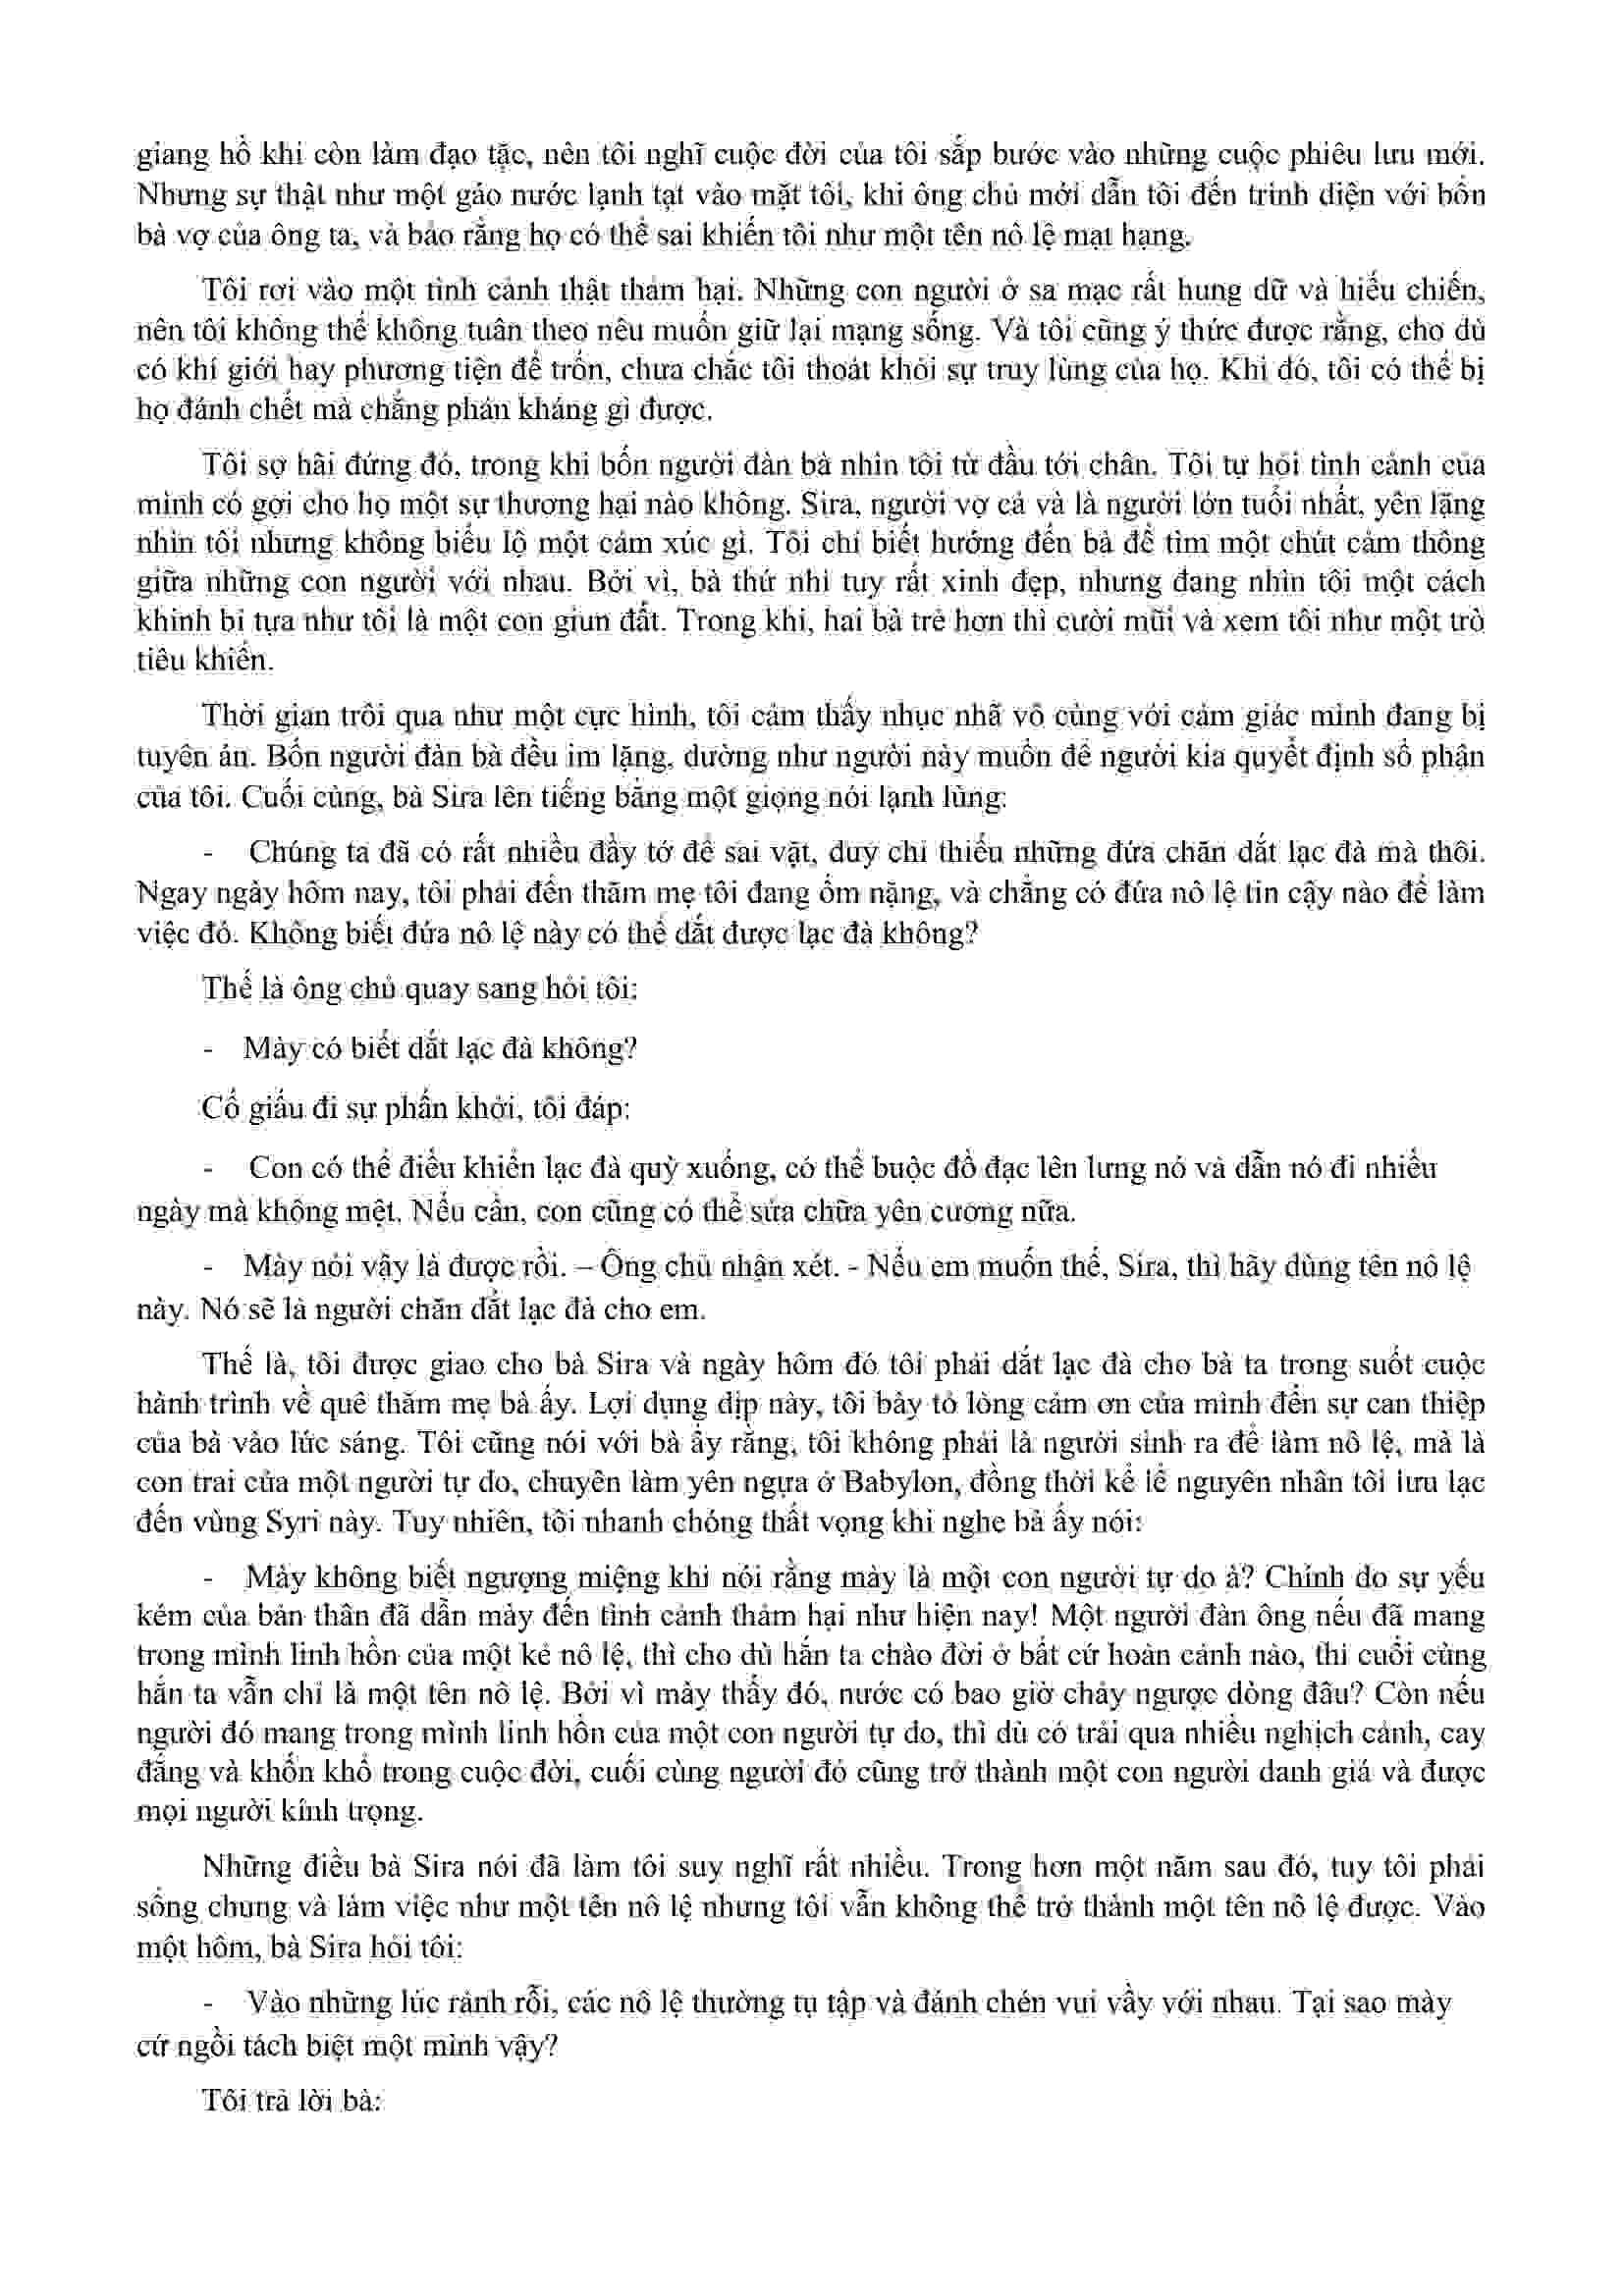 giang hồ khi còn làm đạo tặc, nên tôi nghĩ cuộc đời của tôi sắp bước vào những cuộc phiêu lưu mới.
Nhưng sự thật như một gáo nước lạnh tạt vào mặt tôi, khi ông chủ mới dẫn tôi đến trình diện với bốn
bà vợ của ông ta, và bảo rằng họ có thể sai khiến tôi như một tên nô lệ mạt hạng.
Tôi rơi vào một tình cảnh thật thảm hại. Những con người ở sa mạc rất hung dữ và hiếu chiến,
nên tôi không thể không tuân theo nếu muốn giữ lại mạng sống. Và tôi cũng ý thức được rằng, cho dù
có khí giới hay phương tiện để trốn, chưa chắc tôi thoát khỏi sự truy lùng của họ. Khi đó, tôi có thể bị
họ đánh chết mà chẳng phản kháng gì được.
Tôi sợ hãi đứng đó, trong khi bốn người đàn bà nhìn tôi từ đầu tới chân. Tôi tự hỏi tình cảnh của
mình có gợi cho họ một sự thương hại nào không. Sira, người vợ cả và là người lớn tuổi nhất, yên lặng
nhìn tôi nhưng không biểu lộ một cảm xúc gì. Tôi chỉ biết hướng đến bà để tìm một chút cảm thông
giữa những con người với nhau. Bởi vì, bà thứ nhì tuy rất xinh đẹp, nhưng đang nhìn tôi một cách
khinh bỉ tựa như tôi là một con giun đất. Trong khi, hai bà trẻ hơn thì cười mũi và xem tôi như một trò
tiêu khiển.
Thời gian trôi qua như một cực hình, tôi cảm thấy nhục nhã vô cùng với cảm giác mình đang bị
tuyên án. Bốn người đàn bà đều im lặng, dường như người này muốn để người kia quyết định số phận
của tôi. Cuối cùng, bà Sira lên tiếng bằng một giọng nói lạnh lùng:
- Chúng ta đã có rất nhiều đầy tớ để sai vặt, duy chỉ thiếu những đứa chăn dắt lạc đà mà thôi.
Ngay ngày hôm nay, tôi phải đến thăm mẹ tôi đang ốm nặng, và chẳng có đứa nô lệ tin cậy nào để làm
việc đó. Không biết đứa nô lệ này có thể dắt được lạc đà không?
Thế là ông chủ quay sang hỏi tôi:
- Mày có biết dắt lạc đà không?
Cố giấu đi sự phấn khởi, tôi đáp:
- Con có thể điều khiển lạc đà quỳ xuống, có thể buộc đồ đạc lên lưng nó và dẫn nó đi nhiều
ngày mà không mệt. Nếu cần, con cũng có thể sửa chữa yên cương nữa.
- Mày nói vậy là được rồi. – Ông chủ nhận xét. - Nếu em muốn thế, Sira, thì hãy dùng tên nô lệ
này. Nó sẽ là người chăn dắt lạc đà cho em.
Thế là, tôi được giao cho bà Sira và ngày hôm đó tôi phải dắt lạc đà cho bà ta trong suốt cuộc
hành trình về quê thăm mẹ bà ấy. Lợi dụng dịp này, tôi bày tỏ lòng cảm ơn của mình đến sự can thiệp
của bà vào lúc sáng. Tôi cũng nói với bà ấy rằng, tôi không phải là người sinh ra để làm nô lệ, mà là
con trai của một người tự do, chuyên làm yên ngựa ở Babylon, đồng thời kể lể nguyên nhân tôi lưu lạc
đến vùng Syri này. Tuy nhiên, tôi nhanh chóng thất vọng khi nghe bà ấy nói:
- Mày không biết ngượng miệng khi nói rằng mày là một con người tự do à? Chính do sự yếu
kém của bản thân đã dẫn mày đến tình cảnh thảm hại như hiện nay! Một người đàn ông nếu đã mang
trong mình linh hồn của một kẻ nô lệ, thì cho dù hắn ta chào đời ở bất cứ hoàn cảnh nào, thì cuối cùng
hắn ta vẫn chỉ là một tên nô lệ. Bởi vì mày thấy đó, nước có bao giờ chảy ngược dòng đâu? Còn nếu
người đó mang trong mình linh hồn của một con người tự do, thì dù có trải qua nhiều nghịch cảnh, cay
đắng và khốn khổ trong cuộc đời, cuối cùng người đó cũng trở thành một con người danh giá và được
mọi người kính trọng.
Những điều bà Sira nói đã làm tôi suy nghĩ rất nhiều. Trong hơn một năm sau đó, tuy tôi phải
sống chung và làm việc như một tên nô lệ nhưng tôi vẫn không thể trở thành một tên nô lệ được. Vào
một hôm, bà Sira hỏi tôi:
- Vào những lúc rảnh rỗi, các nô lệ thường tụ tập và đánh chén vui vầy với nhau. Tại sao mày
cứ ngồi tách biệt một mình vậy?
Tôi trả lời bà: